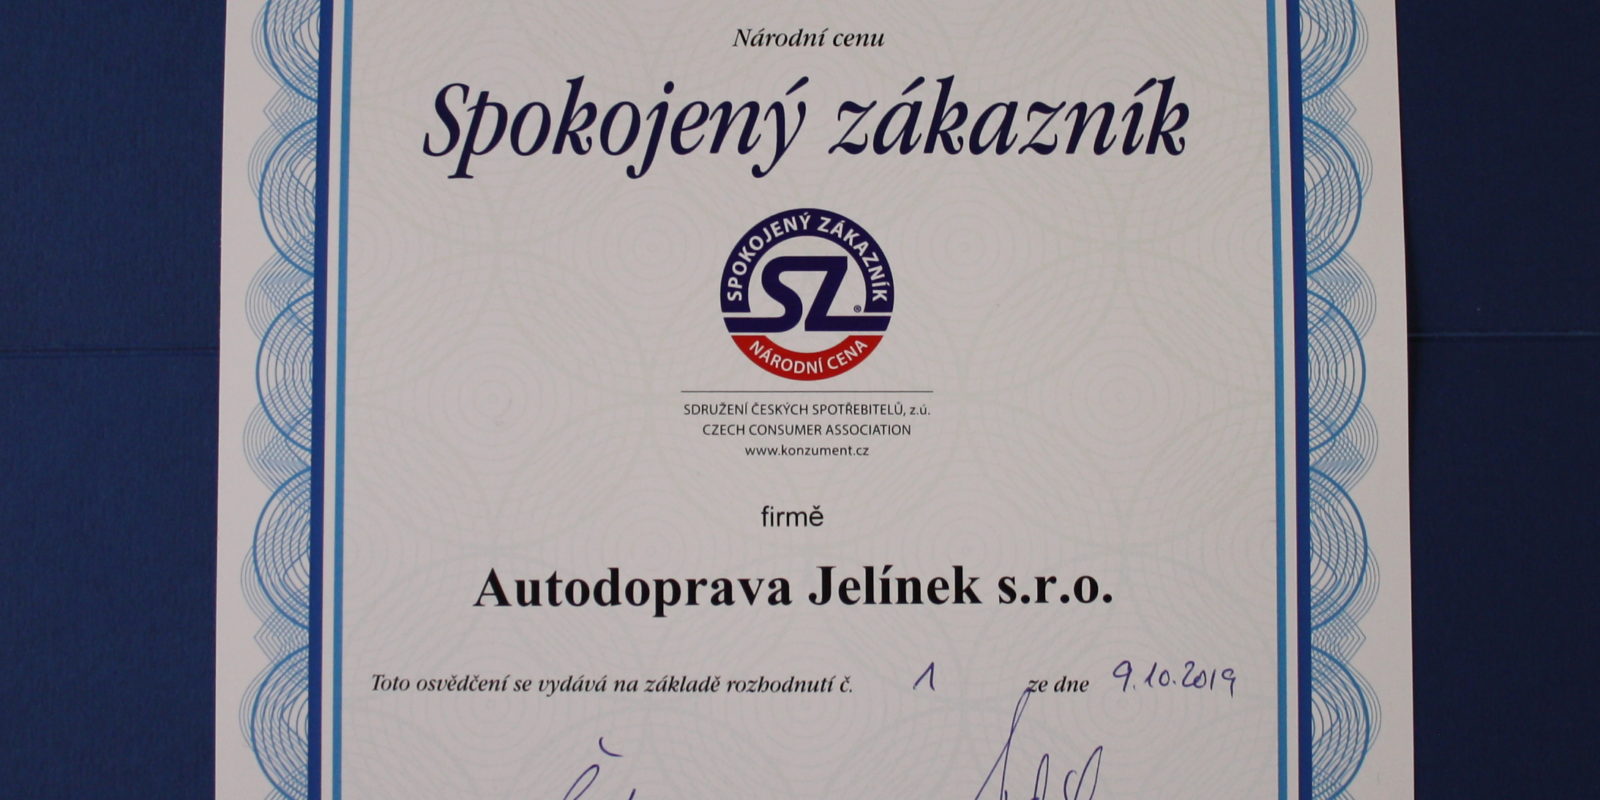 Národní cenu
Spokojený zákazník
SPOKOJENÝ ZÁKAZNÍK
SZ®
NÁRODNÍ CENA
SDRUŽENÍ ČESKÝCH SPOTŘEBITELŮ, z.ú.
CZECH CONSUMER ASSOCIATION
www.konzument.cz
firmě
Autodoprava Jelínek s.r.o.
Toto osvědčení se vydává na základě rozhodnutí č. 1 ze dne 9.10.2019